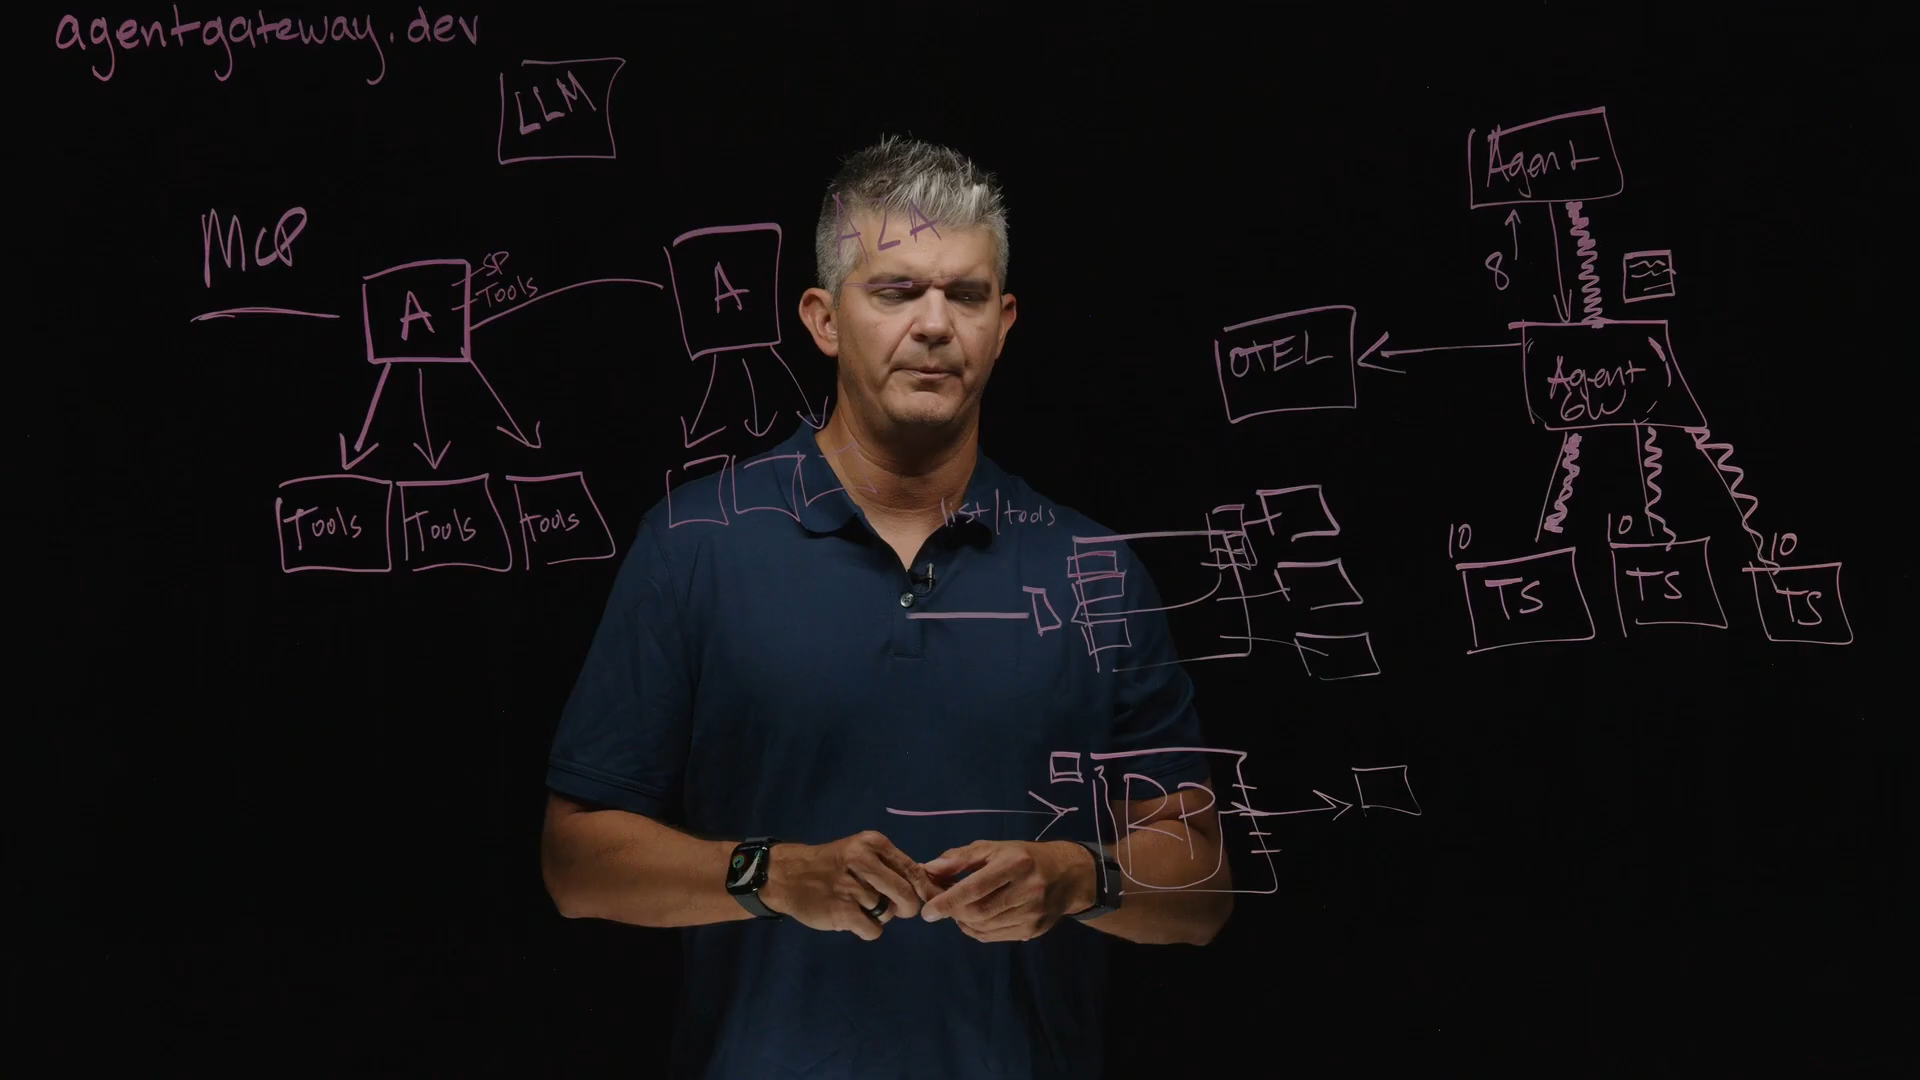 agentgateway.dev
LLM
MCP
A
SP
Tools
A
A2A
Tools
Tools
Tools
list/tools
RP
Agent
8
OTEL
Agent
GW
10
10
10
TS
TS
TS